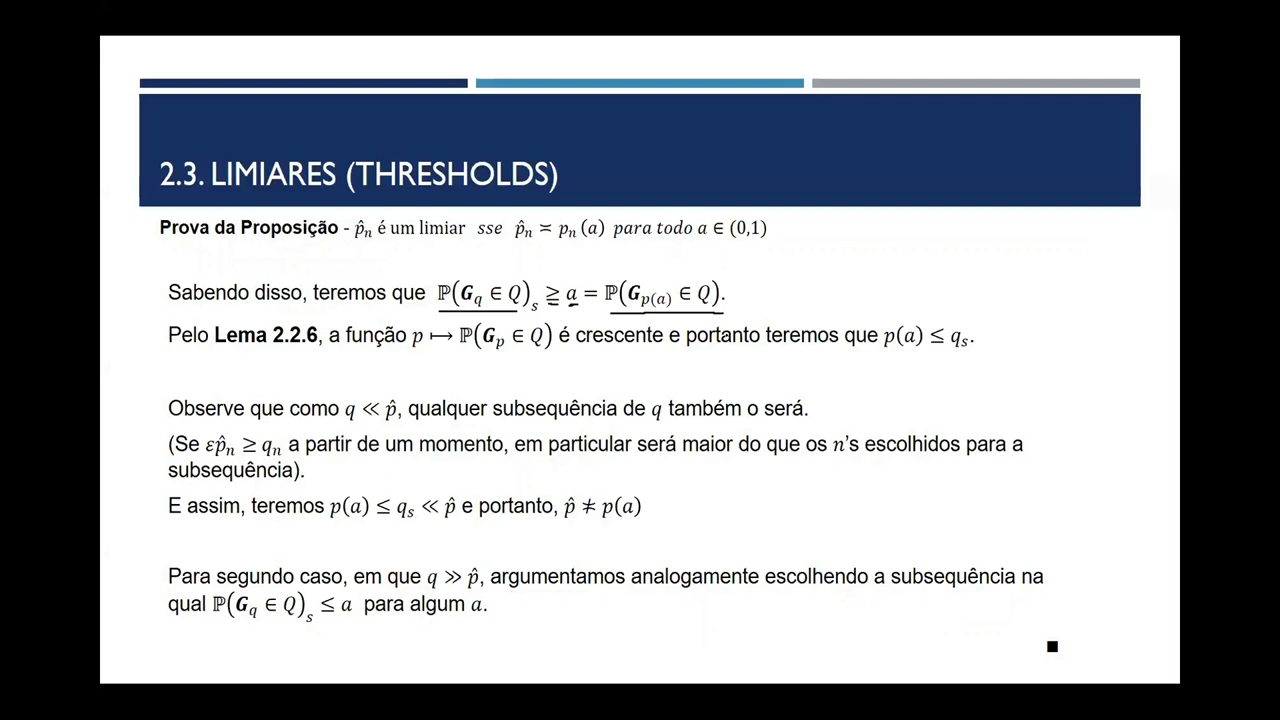 2.3. LIMIARES (THRESHOLDS)
Prova da Proposição - p̂ₙ é um limiar sse p̂ₙ ≍ pₙ(a) para todo a ∈ (0,1)
Sabendo disso, teremos que ℙ(G_q ∈ Q)_s ≧ a = ℙ(G_{p(a)} ∈ Q).
Pelo Lema 2.2.6, a função p ⟼ ℙ(G_p ∈ Q) é crescente e portanto teremos que p(a) ≤ q_s.
Observe que como q ≪ p̂, qualquer subsequência de q também o será.
(Se εp̂ₙ ≥ qₙ a partir de um momento, em particular será maior do que os n's escolhidos para a
subsequência).
E assim, teremos p(a) ≤ q_s ≪ p̂ e portanto, p̂ ≭ p(a)
Para segundo caso, em que q ≫ p̂, argumentamos analogamente escolhendo a subsequência na
qual ℙ(G_q ∈ Q)_s ≤ a para algum a.
■